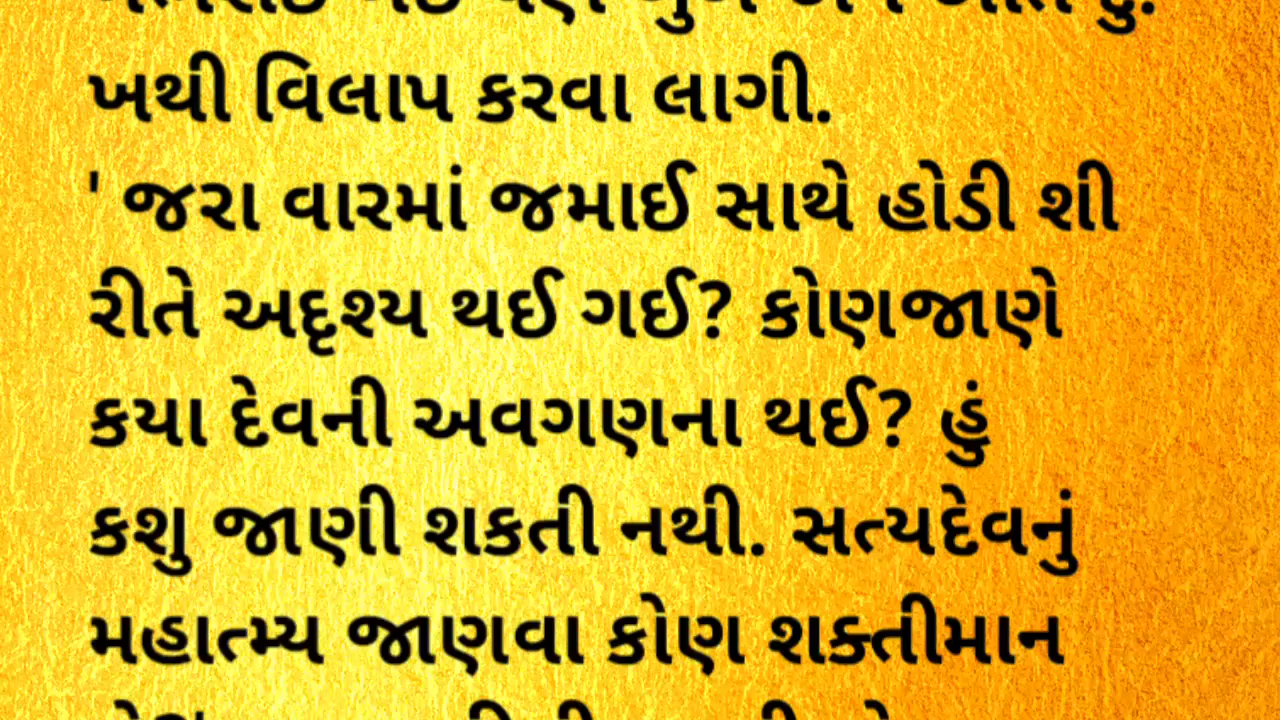 ખથી વિલાપ કરવા લાગી.
' જરા વારમાં જમાઈ સાથે હોડી શી
રીતે અદૃશ્ય થઈ ગઈ? કોણજાણે
કયા દેવની અવગણના થઈ? હું
કશુ જાણી શકતી નથી. સત્યદેવનું
મહાત્મ્ય જાણવા કોણ શક્તીમાન